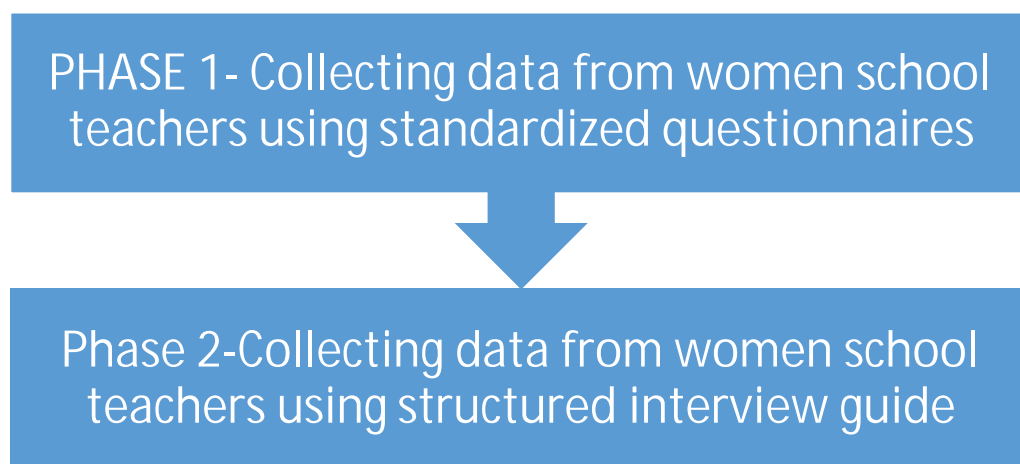 PHASE 1- Collecting data from women school
teachers using standardized questionnaires
Phase 2-Collecting data from women school
teachers using structured interview guide